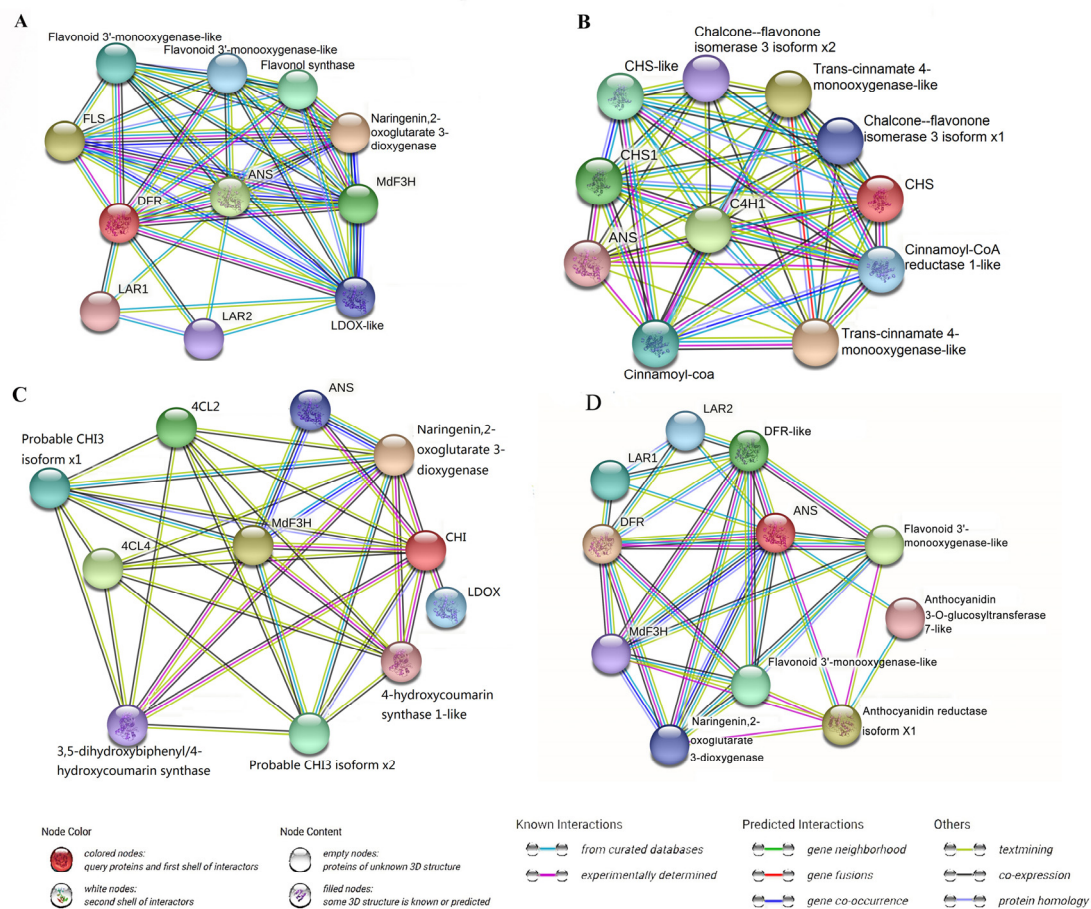 A
Flavonoid 3'-monooxygenase-like
Flavonoid 3'-monooxygenase-like
Flavonol synthase
FLS
Naringenin,2-
oxoglutarate 3-
dioxygenase
ANS
MdF3H
DFR
LAR1
LAR2
LDOX-like
B
Chalcone--flavonone
isomerase 3 isoform x2
CHS-like
Trans-cinnamate 4-
monooxygenase-like
Chalcone--flavonone
isomerase 3 isoform x1
CHS1
CHS
C4H1
ANS
Cinnamoyl-CoA
reductase 1-like
Trans-cinnamate 4-
monooxygenase-like
Cinnamoyl-coa
C
ANS
4CL2
Probable CHI3
isoform x1
Naringenin,2-
oxoglutarate 3-
dioxygenase
MdF3H
CHI
4CL4
LDOX
4-hydroxycoumarin
synthase 1-like
3,5-dihydroxybiphenyl/4-
hydroxycoumarin synthase
Probable CHI3 isoform x2
D
LAR2
DFR-like
LAR1
ANS
DFR
Flavonoid 3'-
monooxygenase-like
Anthocyanidin
3-O-glucosyltransferase
7-like
MdF3H
Flavonoid 3'-monooxygenase-like
Naringenin,2-
oxoglutarate
3-dioxygenase
Anthocyanidin reductase
isoform X1
Node Color
colored nodes:
query proteins and first shell of interactors
white nodes:
second shell of interactors
Node Content
empty nodes:
proteins of unknown 3D structure
filled nodes:
some 3D structure is known or predicted
Known Interactions
from curated databases
experimentally determined
Predicted Interactions
gene neighborhood
gene fusions
gene co-occurrence
Others
textmining
co-expression
protein homology